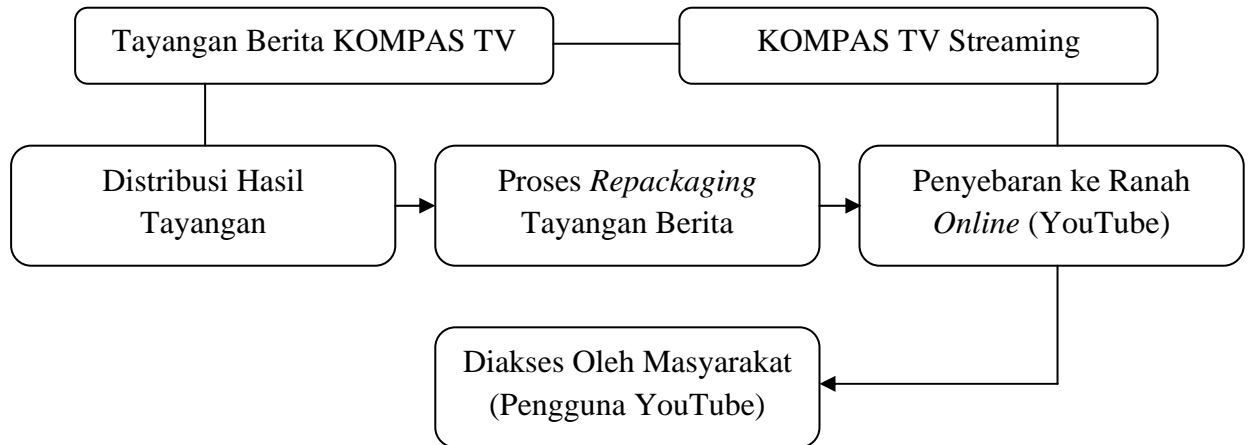 Tayangan Berita KOMPAS TV
KOMPAS TV Streaming
Distribusi Hasil
Tayangan
Proses Repackaging
Tayangan Berita
Penyebaran ke Ranah
Online (YouTube)
Diakses Oleh Masyarakat
(Pengguna YouTube)